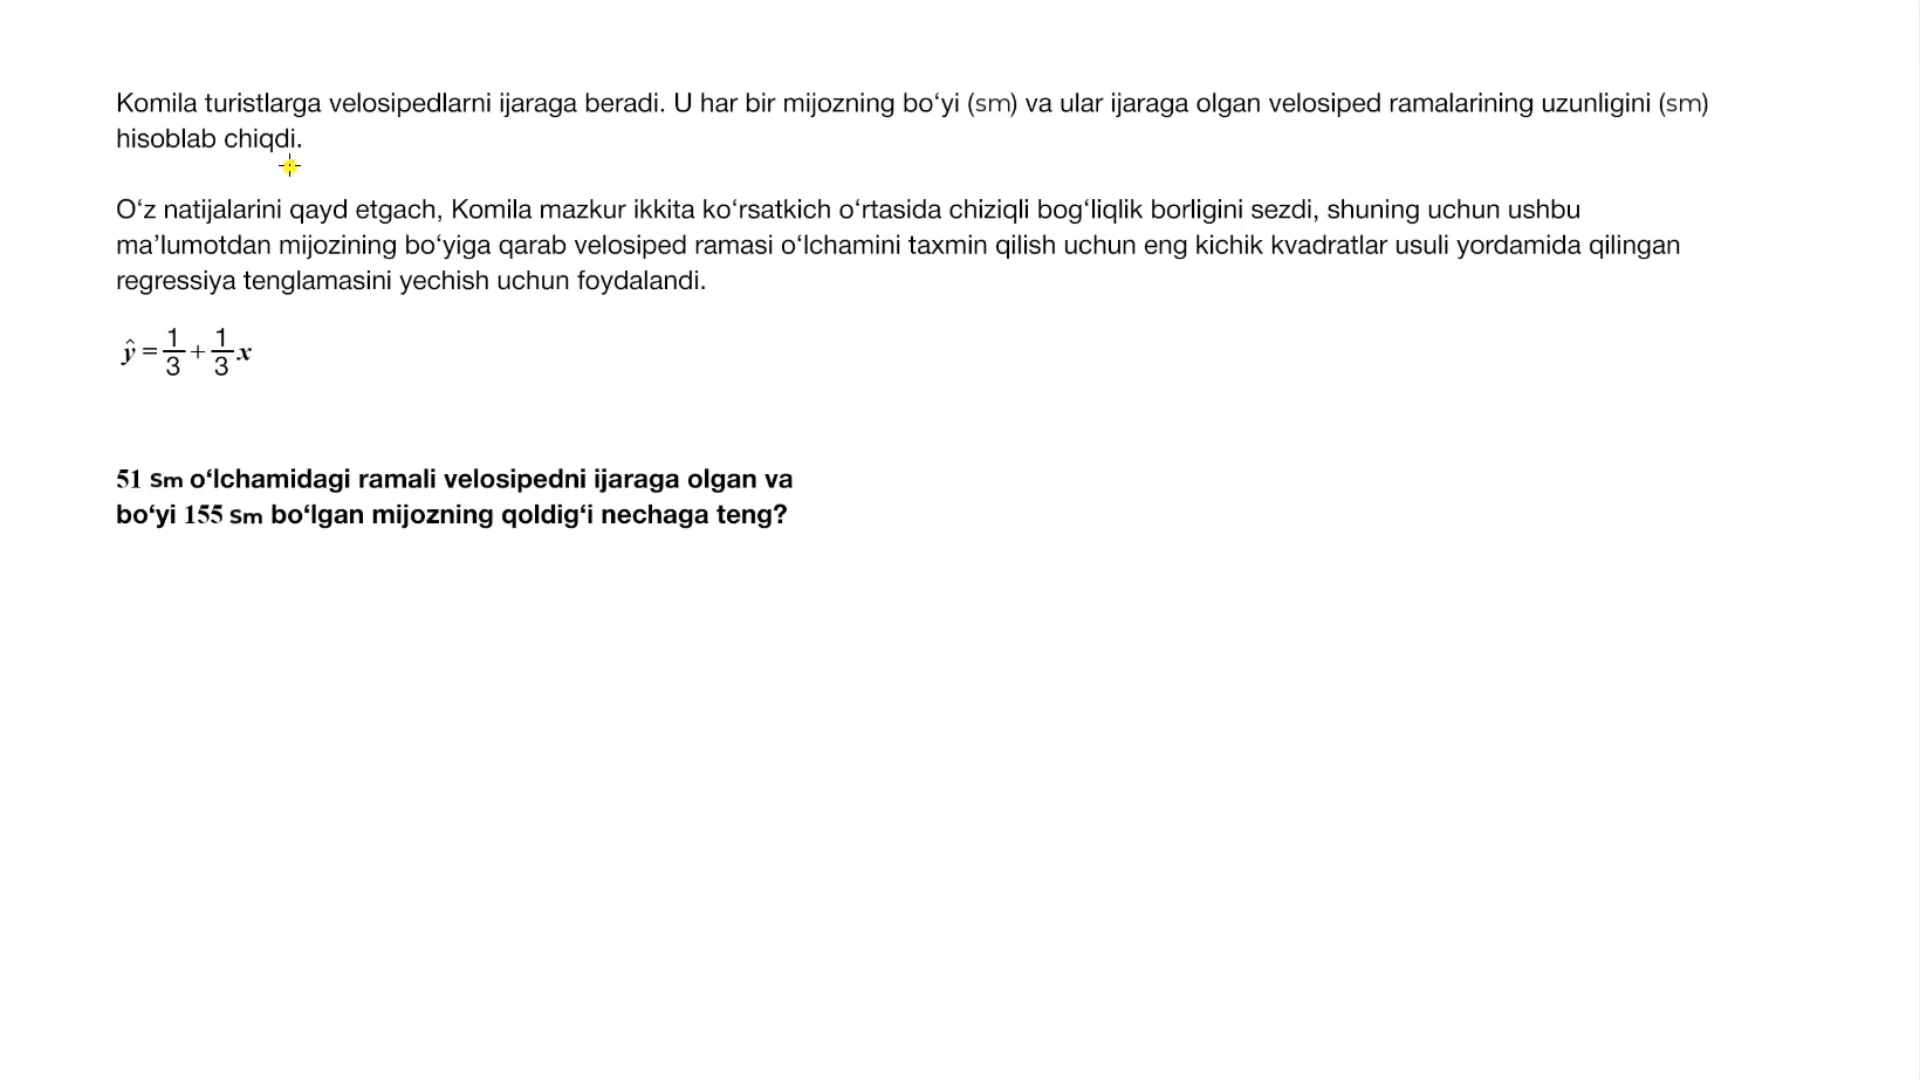 Komila turistlarga velosipedlarni ijaraga beradi. U har bir mijozning bo‘yi (sm) va ular ijaraga olgan velosiped ramalarining uzunligini (sm)
hisoblab chiqdi.
O‘z natijalarini qayd etgach, Komila mazkur ikkita ko‘rsatkich o‘rtasida chiziqli bog‘liqlik borligini sezdi, shuning uchun ushbu
ma’lumotdan mijozining bo‘yiga qarab velosiped ramasi o‘lchamini taxmin qilish uchun eng kichik kvadratlar usuli yordamida qilingan
regressiya tenglamasini yechish uchun foydalandi.
ŷ = 1/3 + 1/3 x
51 sm o‘lchamidagi ramali velosipedni ijaraga olgan va
bo‘yi 155 sm bo‘lgan mijozning qoldig‘i nechaga teng?